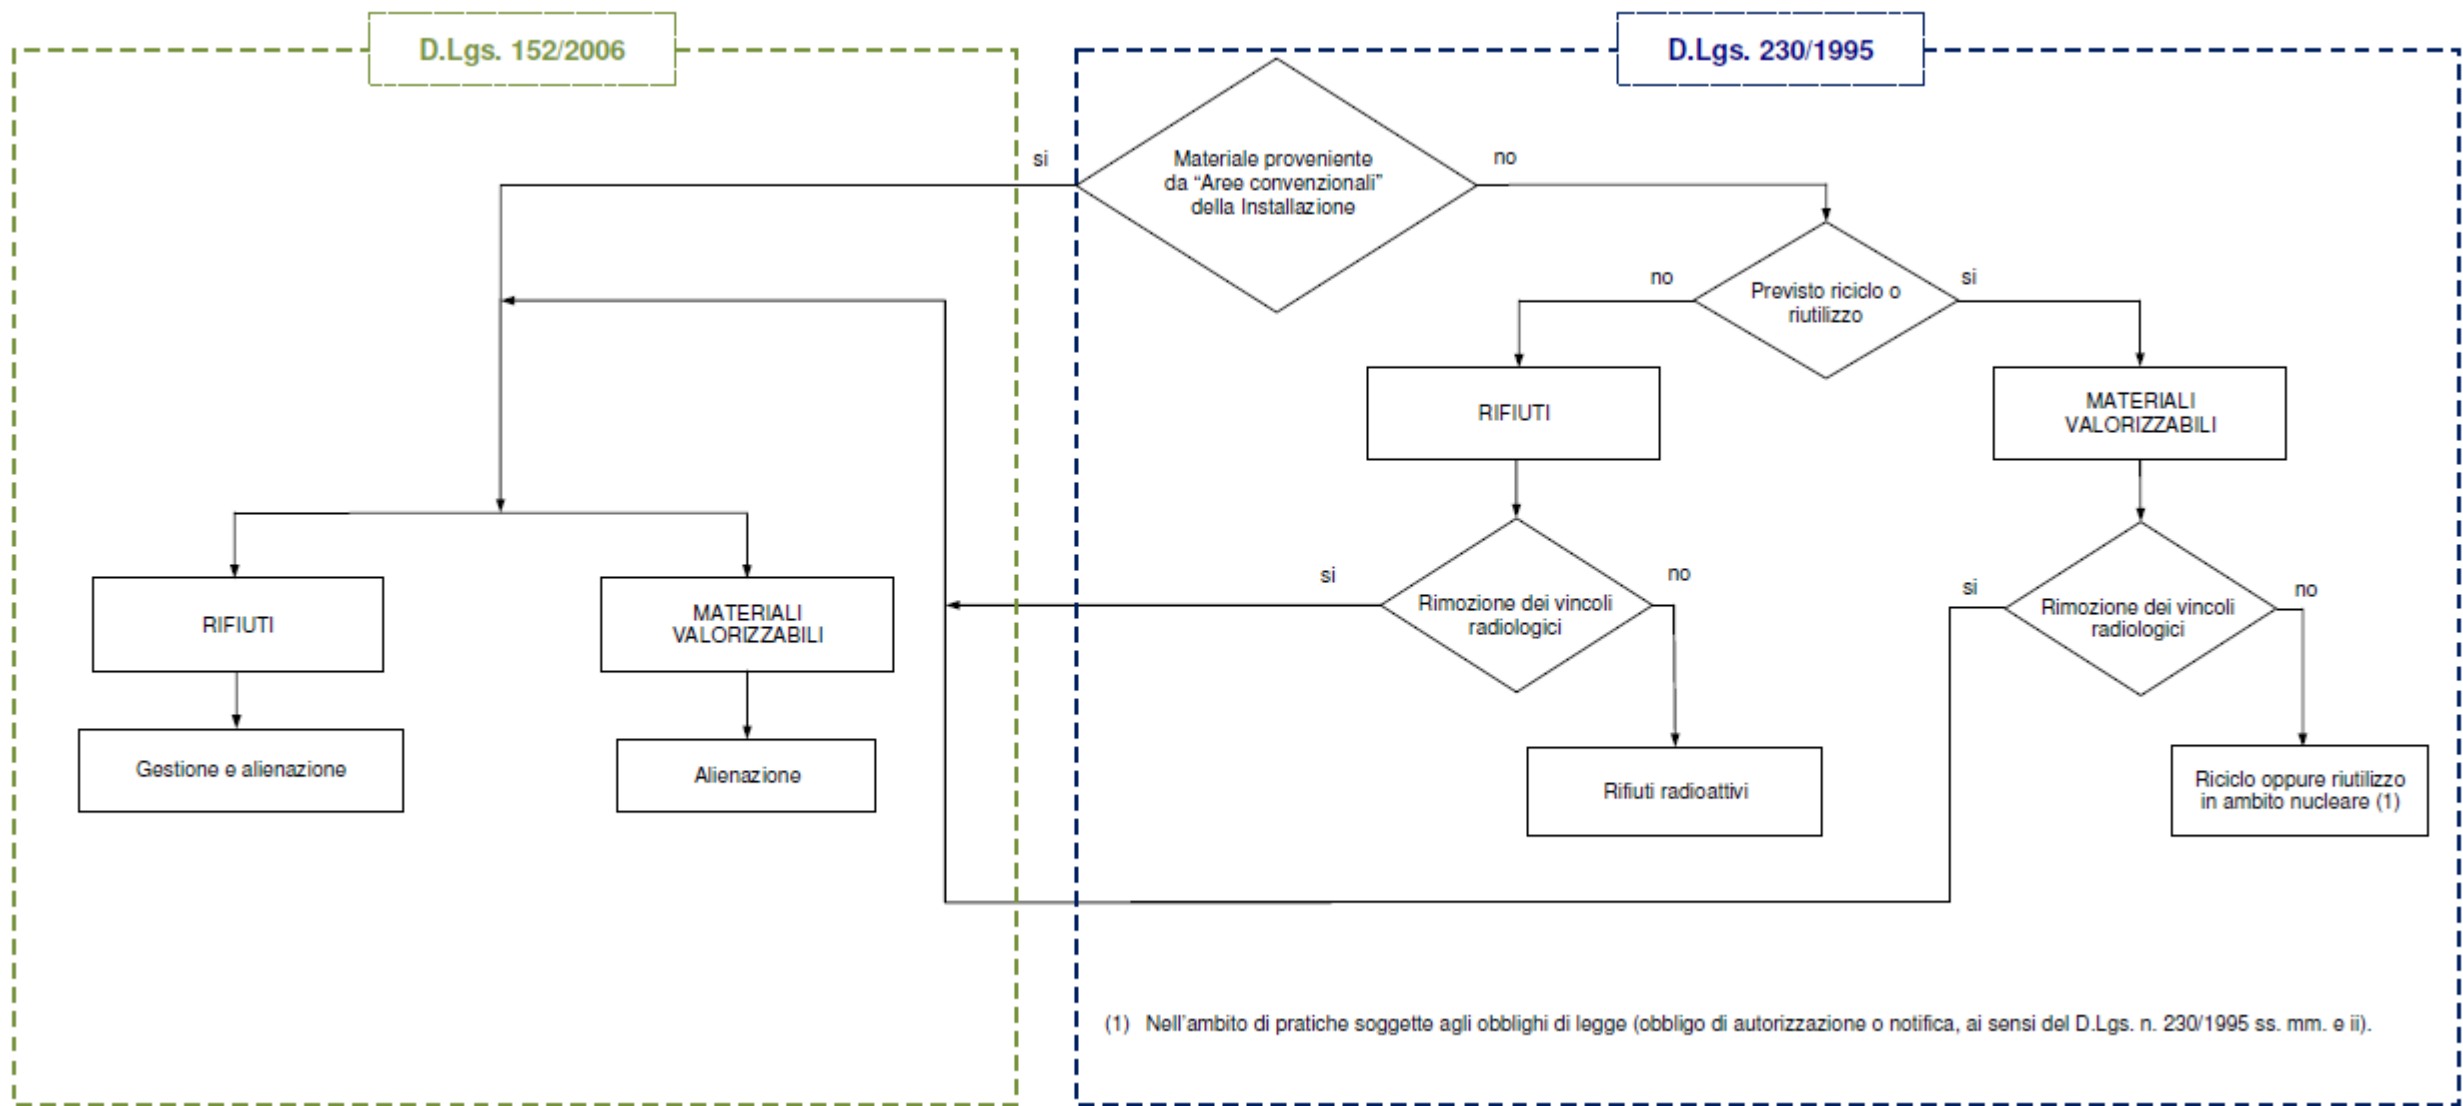 D.Lgs. 152/2006
D.Lgs. 230/1995
si
Materiale proveniente
da “Aree convenzionali”
della Installazione
no
no
Previsto riciclo o
riutilizzo
si
RIFIUTI
MATERIALI
VALORIZZABILI
RIFIUTI
MATERIALI
VALORIZZABILI
si
Rimozione dei vincoli
radiologici
no
si
Rimozione dei vincoli
radiologici
no
Gestione e alienazione
Alienazione
Rifiuti radioattivi
Riciclo oppure riutilizzo
in ambito nucleare (1)
(1) Nell’ambito di pratiche soggette agli obblighi di legge (obbligo di autorizzazione o notifica, ai sensi del D.Lgs. n. 230/1995 ss. mm. e ii).